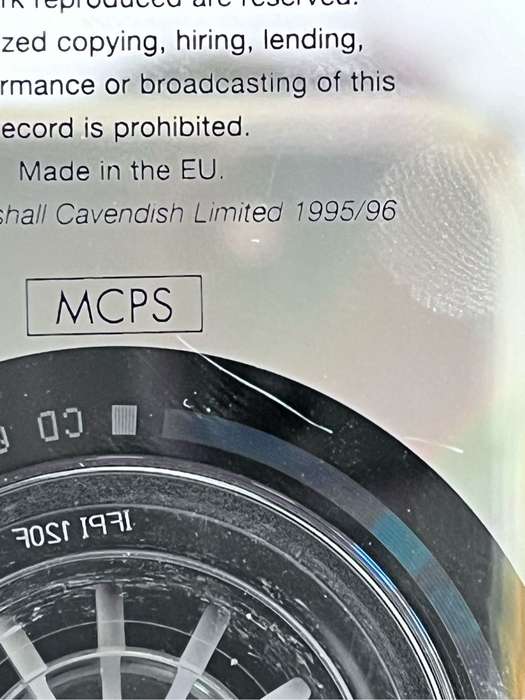 zed copying, hiring, lending,
rmance or broadcasting of this
ecord is prohibited.
Made in the EU.
shall Cavendish Limited 1995/96
MCPS
CD
IFPI 120F